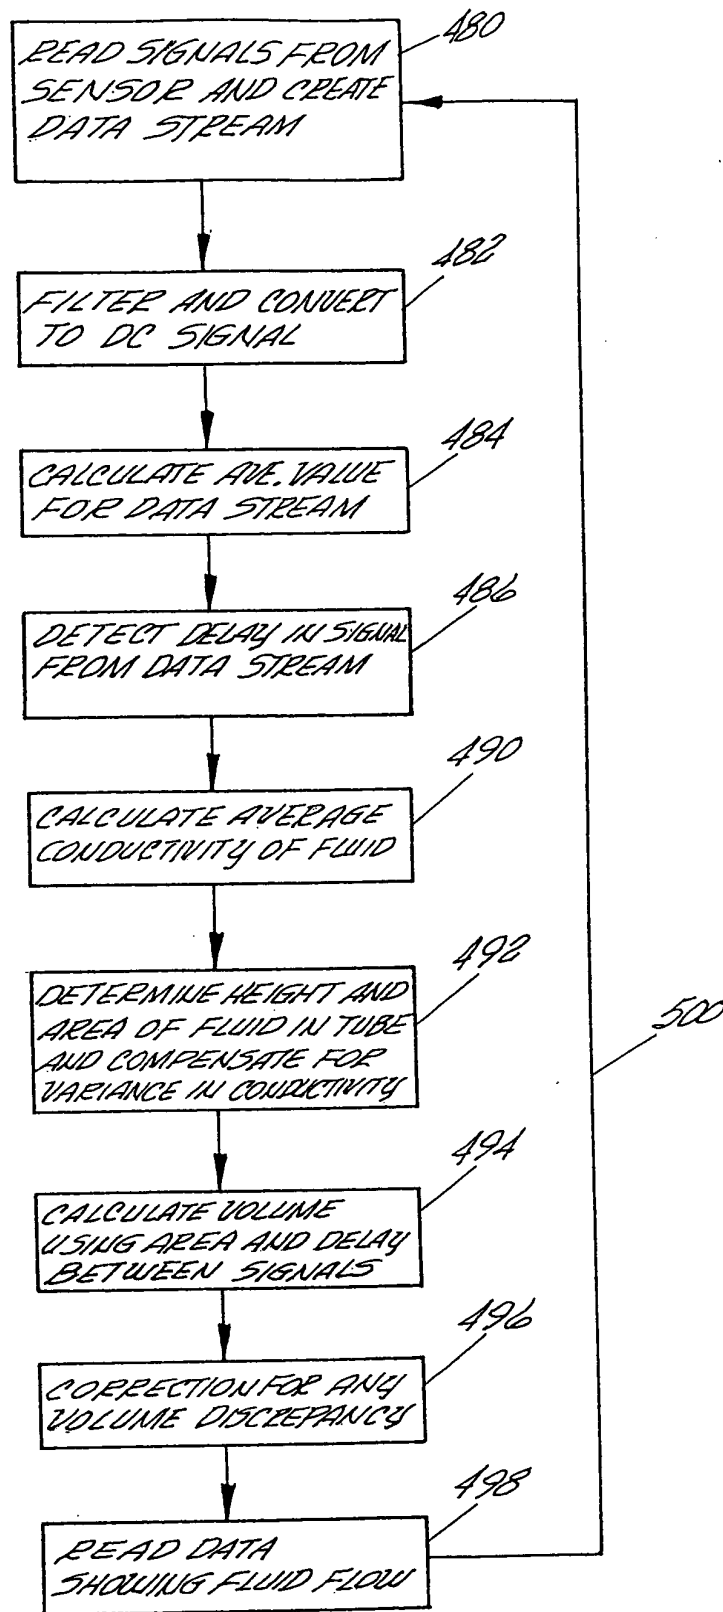 480
READ SIGNALS FROM
SENSOR AND CREATE
DATA STREAM
482
FILTER AND CONVERT
TO DC SIGNAL
484
CALCULATE AVE. VALUE
FOR DATA STREAM
486
DETECT DELAY IN SIGNAL
FROM DATA STREAM
490
CALCULATE AVERAGE
CONDUCTIVITY OF FLUID
492
DETERMINE HEIGHT AND
AREA OF FLUID IN TUBE
AND COMPENSATE FOR
VARIANCE IN CONDUCTIVITY
500
494
CALCULATE VOLUME
USING AREA AND DELAY
BETWEEN SIGNALS
496
CORRECTION FOR ANY
VOLUME DISCREPANCY
498
READ DATA
SHOWING FLUID FLOW